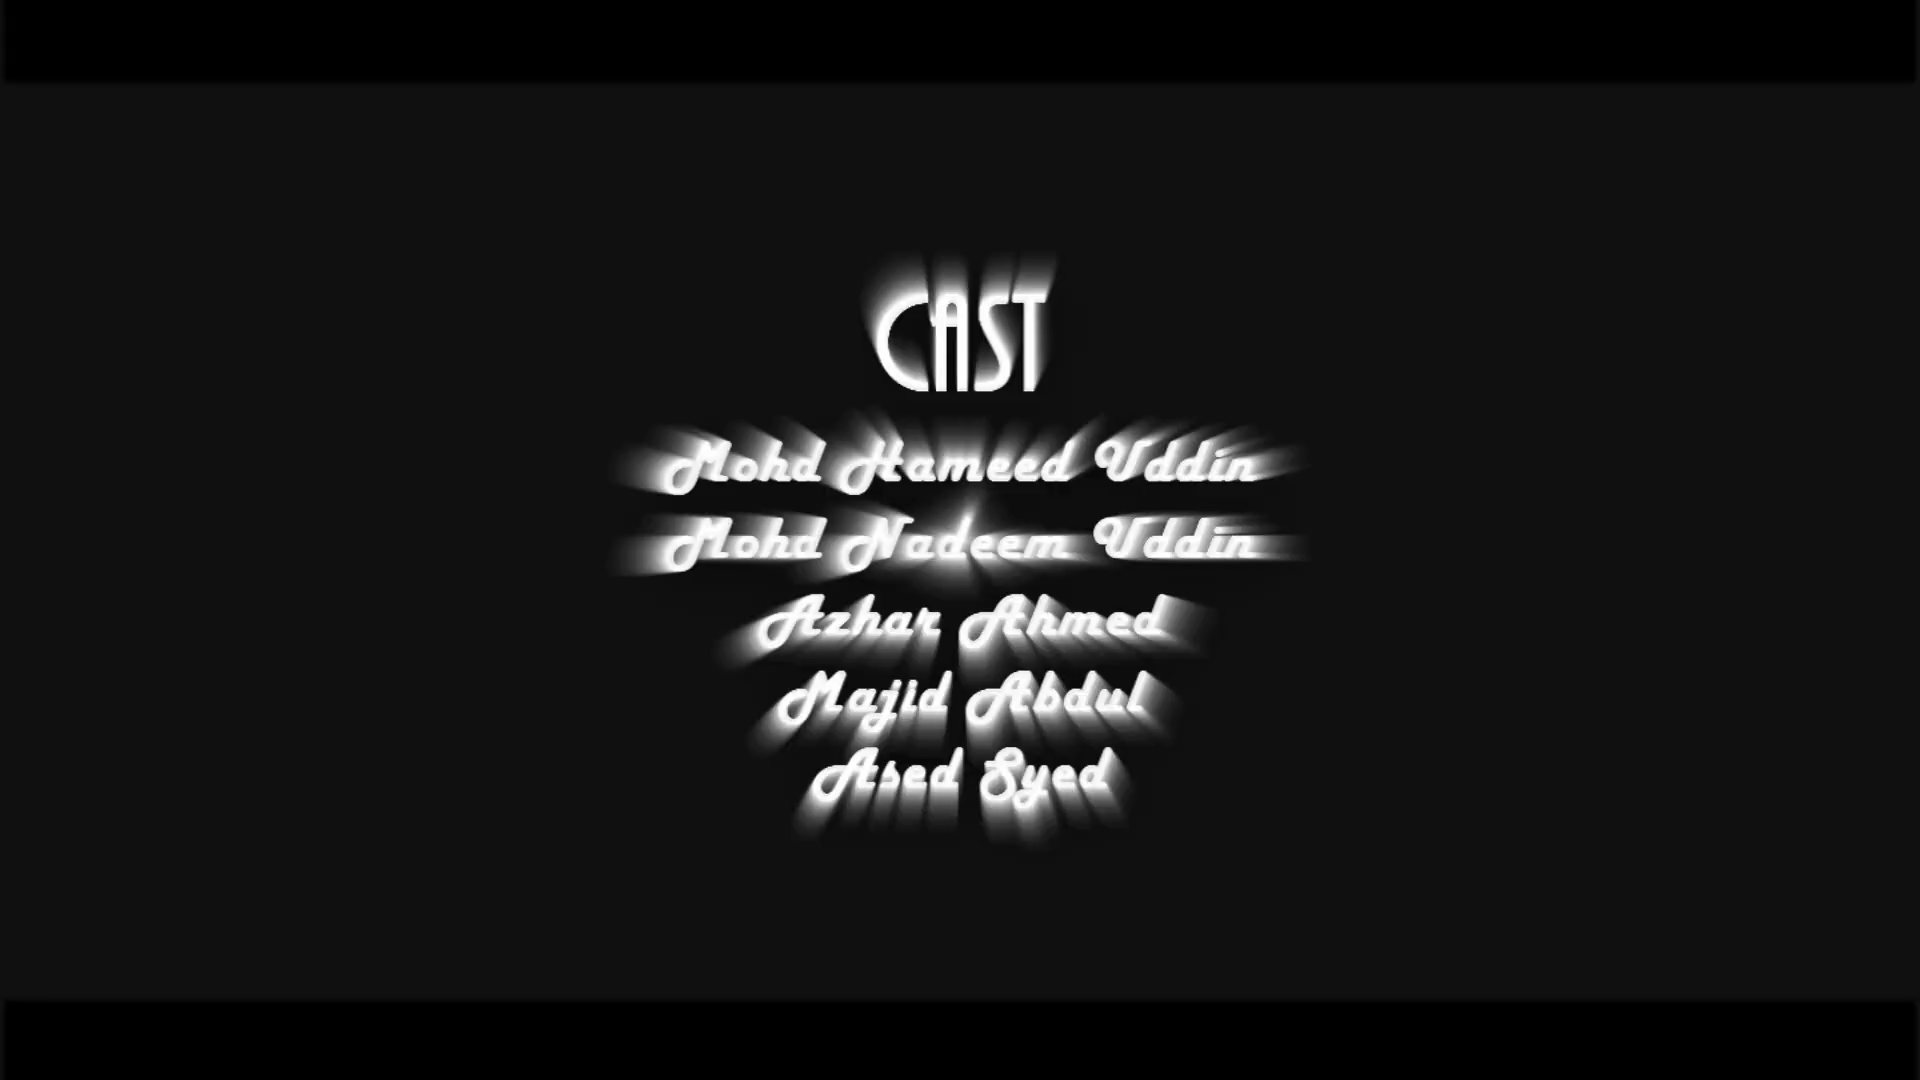 CAST
Mohd Hameed Uddin
Mohd Nadeem Uddin
Azhar Ahmed
Majid Abdul
Ased Syed